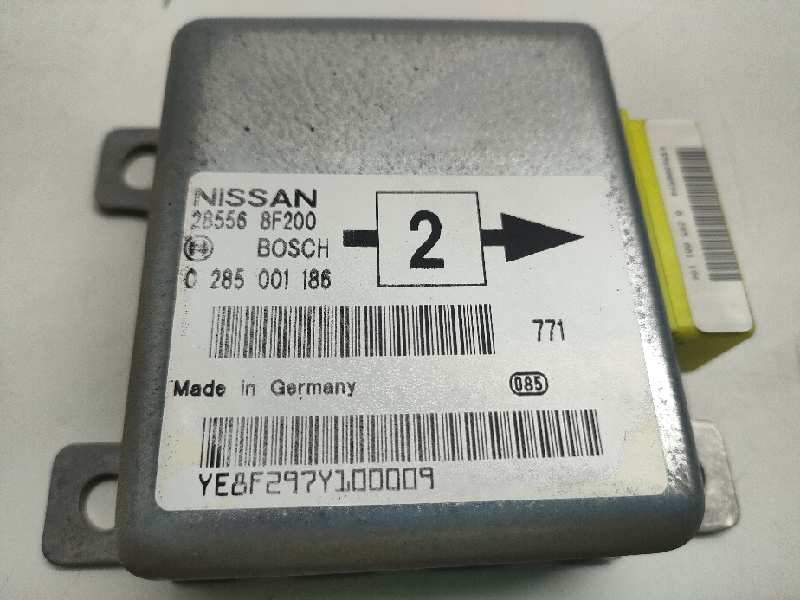 NISSAN
28556 8F200
BOSCH
2
0 285 001 186
771
Made in Germany
085
YE8F297Y100009